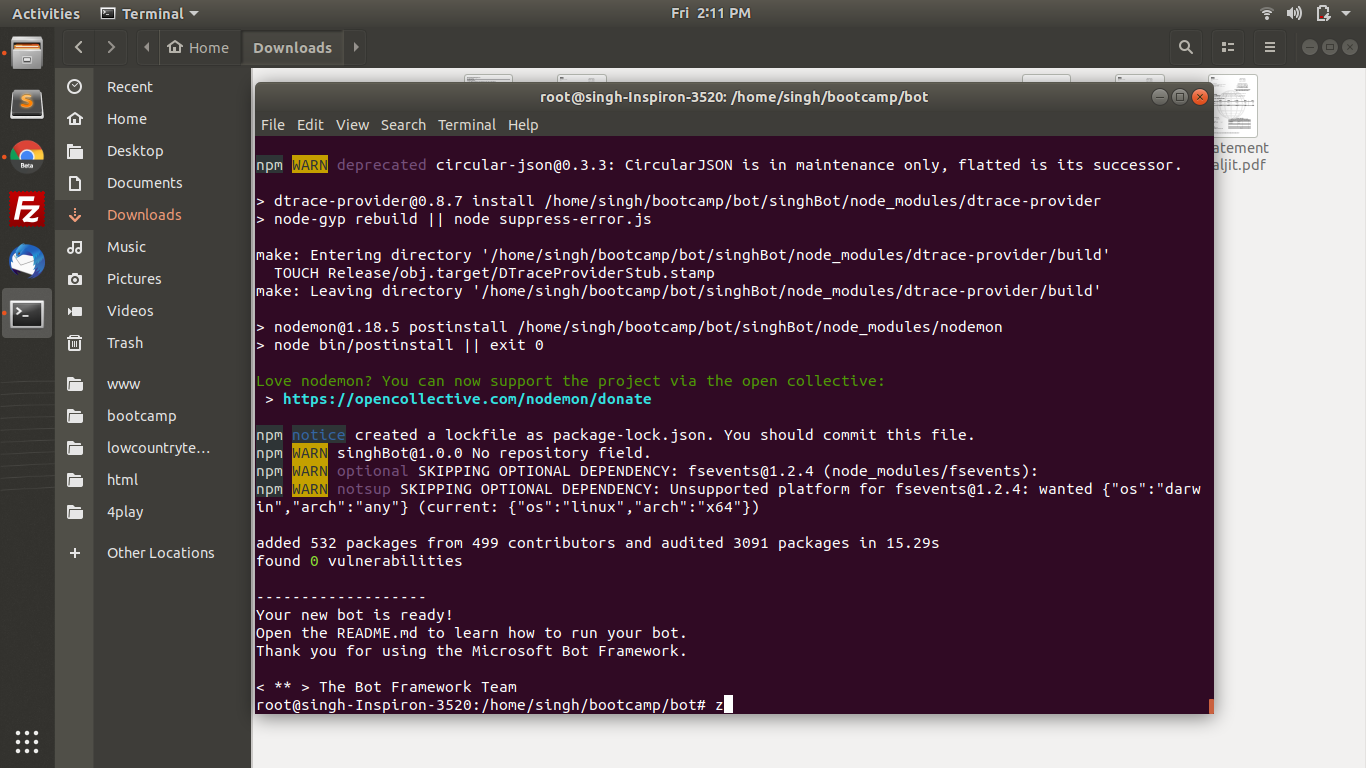 Activities
Terminal
Fri 2:11 PM
Home
Downloads
Recent
Home
Desktop
Documents
Downloads
Music
Pictures
Videos
Trash
www
bootcamp
lowcountryte…
html
4play
Other Locations
S
Beta
Fz
atement
aljit.pdf
root@singh-Inspiron-3520: /home/singh/bootcamp/bot
File Edit View Search Terminal Help
npm WARN deprecated circular-json@0.3.3: CircularJSON is in maintenance only, flatted is its successor.
> dtrace-provider@0.8.7 install /home/singh/bootcamp/bot/singhBot/node_modules/dtrace-provider
> node-gyp rebuild || node suppress-error.js
make: Entering directory '/home/singh/bootcamp/bot/singhBot/node_modules/dtrace-provider/build'
  TOUCH Release/obj.target/DTraceProviderStub.stamp
make: Leaving directory '/home/singh/bootcamp/bot/singhBot/node_modules/dtrace-provider/build'
> nodemon@1.18.5 postinstall /home/singh/bootcamp/bot/singhBot/node_modules/nodemon
> node bin/postinstall || exit 0
Love nodemon? You can now support the project via the open collective:
 > https://opencollective.com/nodemon/donate
npm notice created a lockfile as package-lock.json. You should commit this file.
npm WARN singhBot@1.0.0 No repository field.
npm WARN optional SKIPPING OPTIONAL DEPENDENCY: fsevents@1.2.4 (node_modules/fsevents):
npm WARN notsup SKIPPING OPTIONAL DEPENDENCY: Unsupported platform for fsevents@1.2.4: wanted {"os":"darw
in","arch":"any"} (current: {"os":"linux","arch":"x64"})
added 532 packages from 499 contributors and audited 3091 packages in 15.29s
found 0 vulnerabilities
-------------------
Your new bot is ready!
Open the README.md to learn how to run your bot.
Thank you for using the Microsoft Bot Framework.
< ** > The Bot Framework Team
root@singh-Inspiron-3520:/home/singh/bootcamp/bot# z